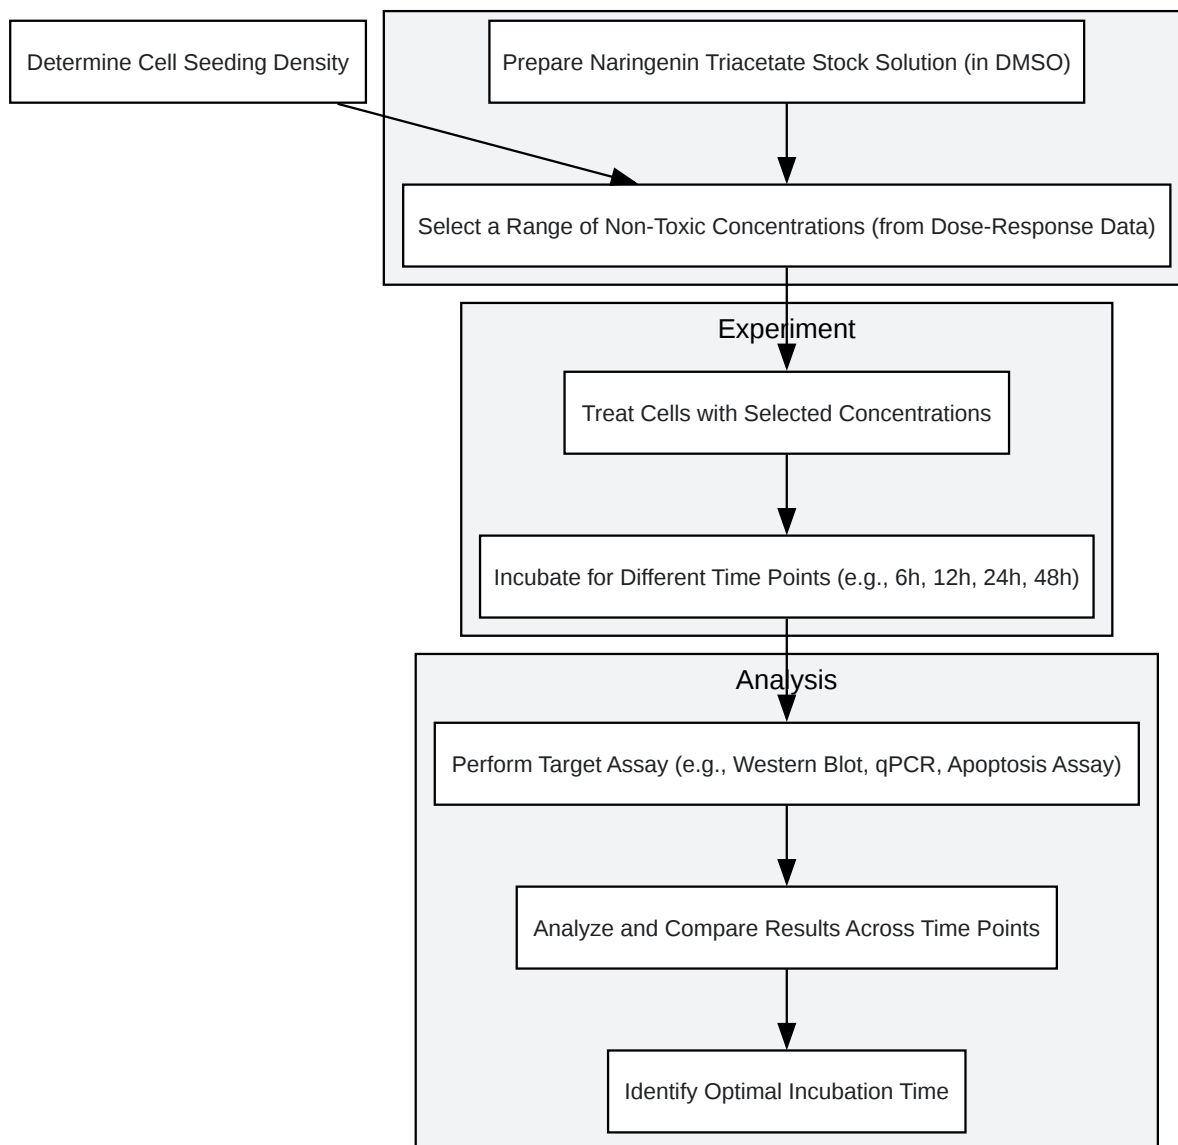 Determine Cell Seeding Density
Prepare Naringenin Triacetate Stock Solution (in DMSO)
Select a Range of Non-Toxic Concentrations (from Dose-Response Data)
Experiment
Treat Cells with Selected Concentrations
Incubate for Different Time Points (e.g., 6h, 12h, 24h, 48h)
Analysis
Perform Target Assay (e.g., Western Blot, qPCR, Apoptosis Assay)
Analyze and Compare Results Across Time Points
Identify Optimal Incubation Time